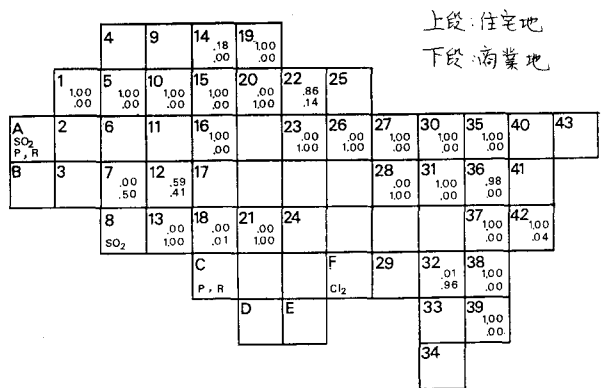 上段:住宅地
下段:商業地
4 9 14 .18 .00 19 1.00 .00
1 1.00 .00 5 1.00 .00 10 1.00 .00 15 1.00 .00 20 .00 1.00 22 .86 .14 25
A SO2 P, R 2 6 11 16 1.00 .00 23 .00 1.00 26 .00 1.00 27 1.00 .00 30 1.00 .00 35 1.00 .00 40 43
B 3 7 .00 .50 12 .59 .41 17 28 .00 1.00 31 1.00 .00 36 .98 .00 41
8 SO2 13 .00 1.00 18 .00 .01 21 .00 1.00 24 37 1.00 .00 42 1.00 .04
C P, R F Cl2 29 32 .01 .96 38 1.00 .00
D E 33 39 1.00 .00
34